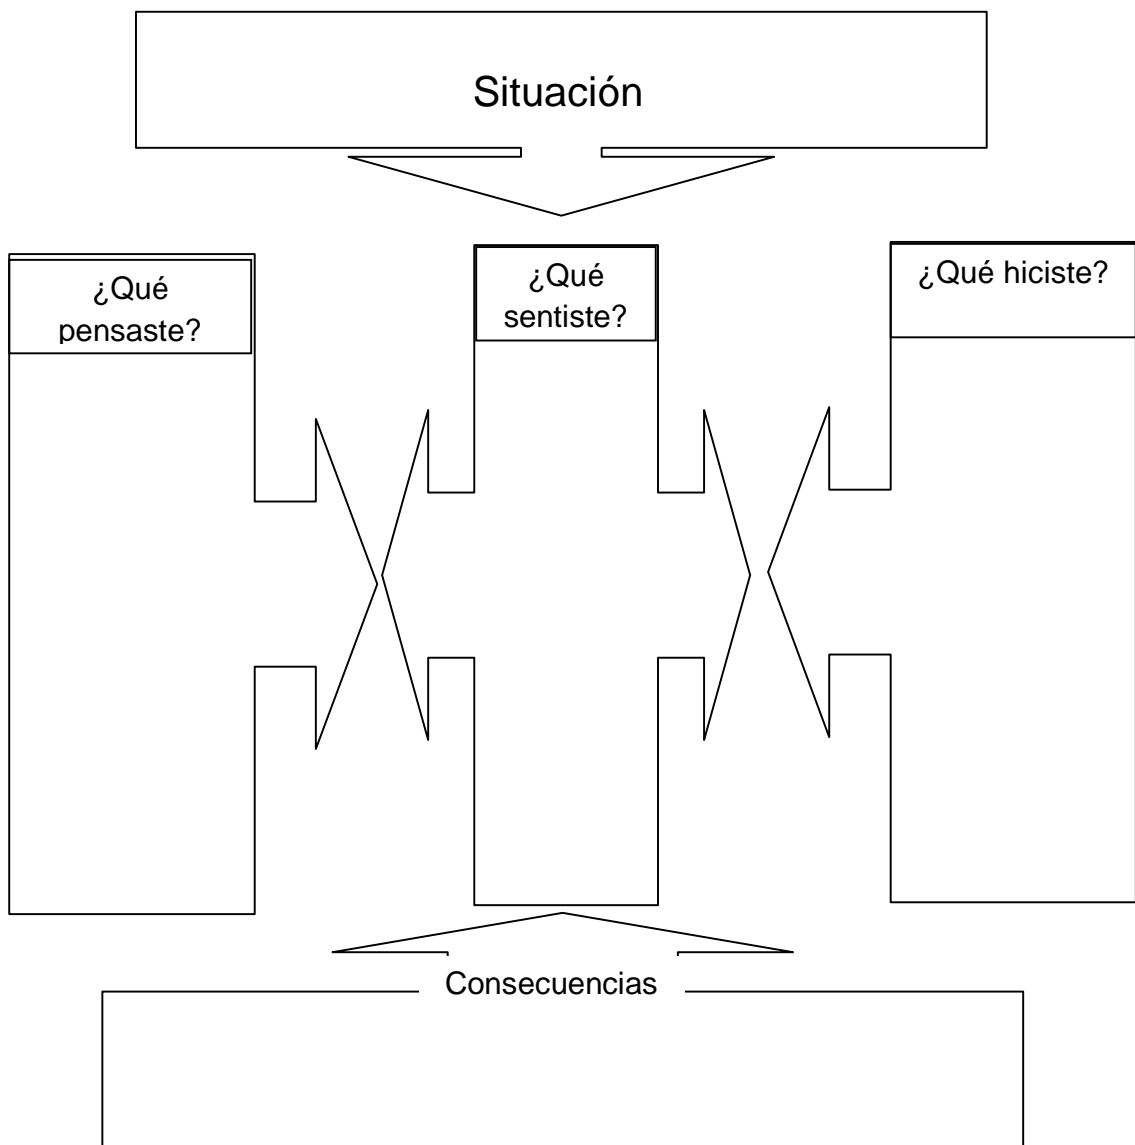 Situación
¿Qué
pensaste?
¿Qué
sentiste?
¿Qué hiciste?
Consecuencias